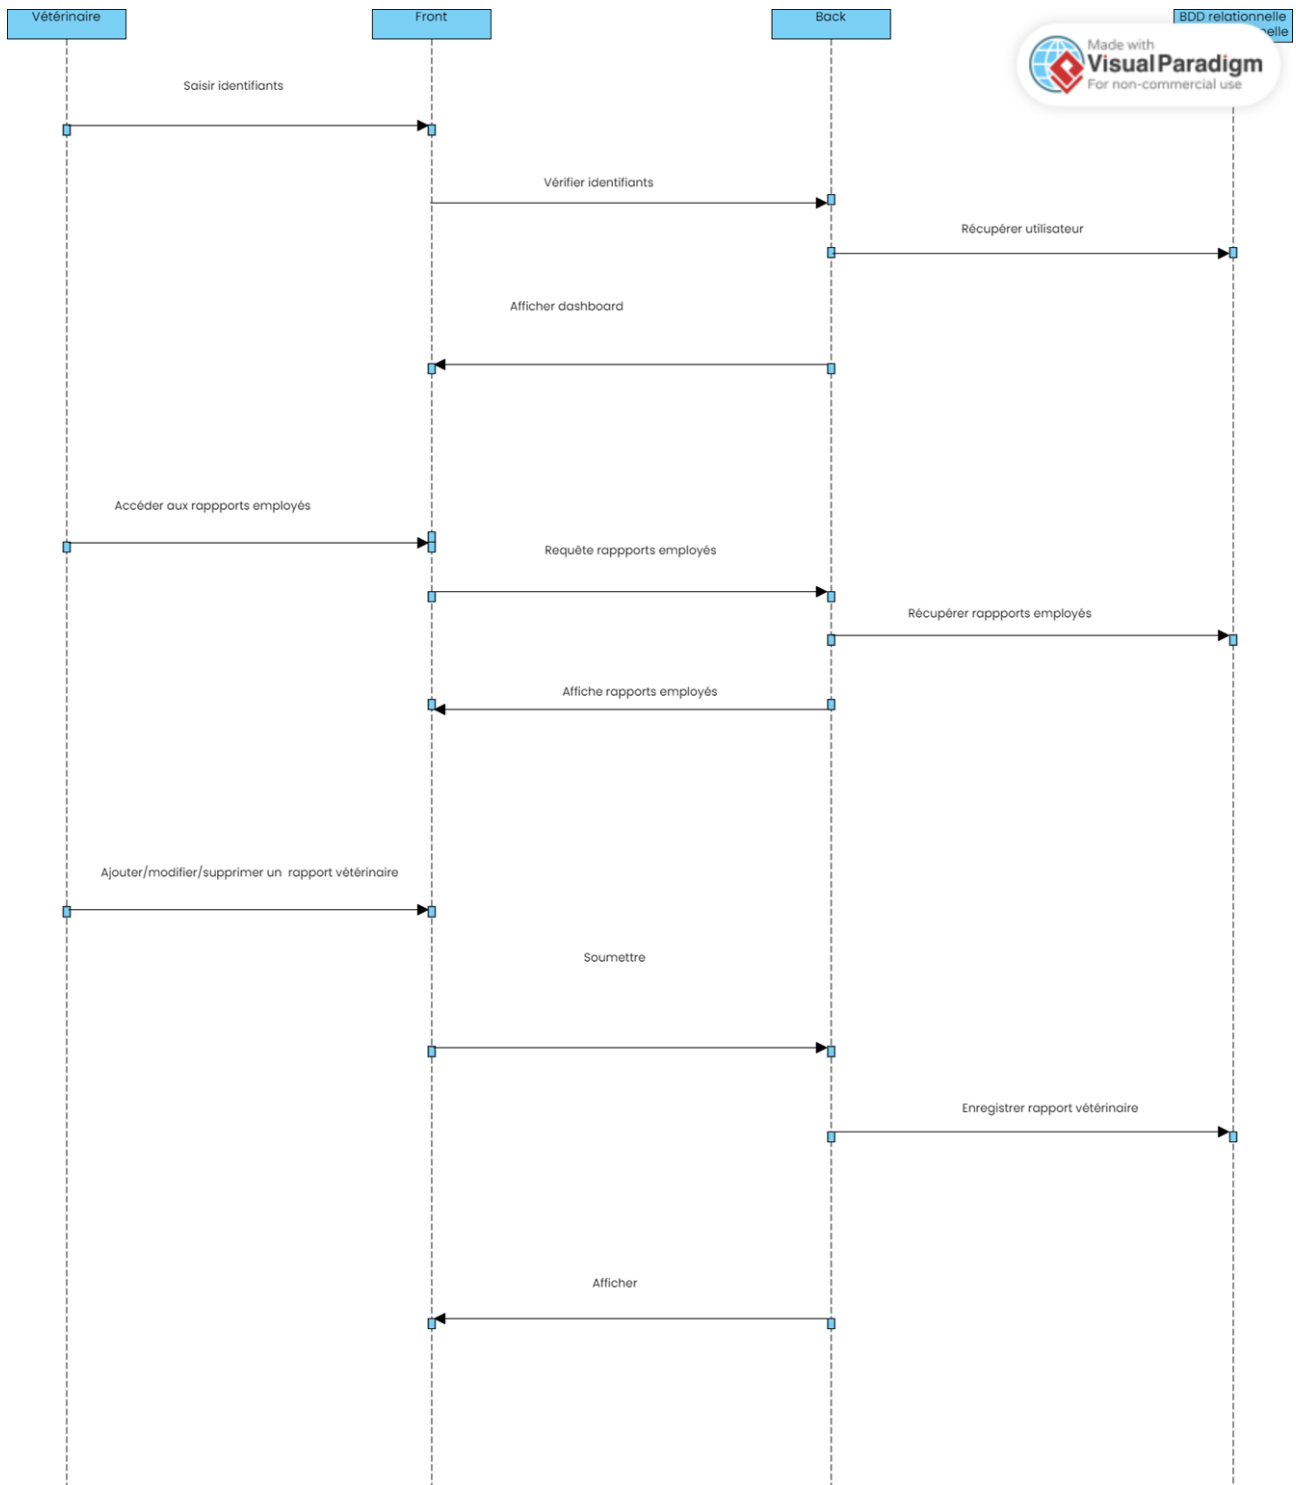 Vétérinaire
Front
Back
BDD relationnelle
Made with
Visual Paradigm
For non-commercial use
Saisir identifiants
Vérifier identifiants
Récupérer utilisateur
Afficher dashboard
Accéder aux rappports employés
Requête rappports employés
Récupérer rappports employés
Affiche rapports employés
Ajouter/modifier/supprimer un rapport vétérinaire
Soumettre
Enregistrer rapport vétérinaire
Afficher